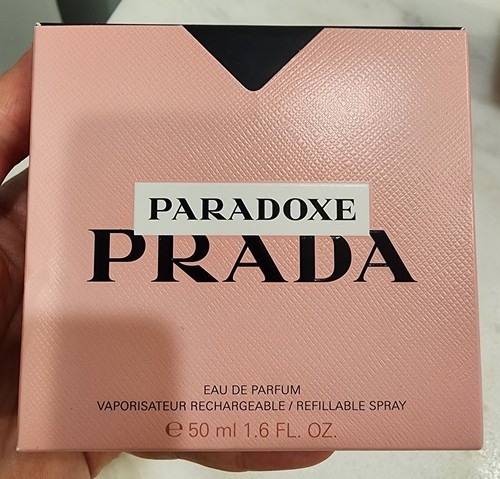 PARADOXE
PRADA
EAU DE PARFUM
VAPORISATEUR RECHARGEABLE / REFILLABLE SPRAY
℮ 50 ml 1.6 FL. OZ.